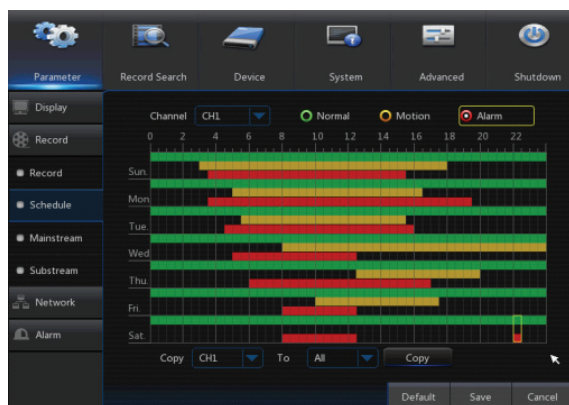 Parameter Record Search Device System Advanced Shutdown
Display
Record
Record
Schedule
Mainstream
Substream
Network
Alarm
Channel CH1 Normal Motion Alarm
0 2 4 6 8 10 12 14 16 18 20 22
Sun.
Mon
Tue.
Wed
Thu.
Fri.
Sat.
Copy CH1 To All Copy
Default Save Cancel